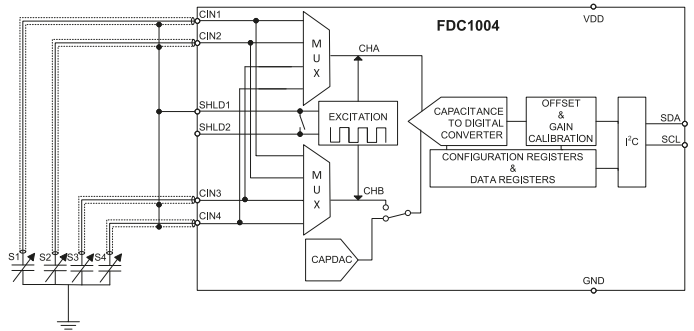 CIN1
FDC1004
VDD
CIN2
MUX
CHA
SHLD1
SHLD2
EXCITATION
CAPACITANCE
TO DIGITAL
CONVERTER
OFFSET
&
GAIN
CALIBRATION
I²C
SDA
SCL
CONFIGURATION REGISTERS
&
DATA REGISTERS
MUX
CHB
CIN3
CIN4
CAPDAC
S1
S2
S3
S4
GND